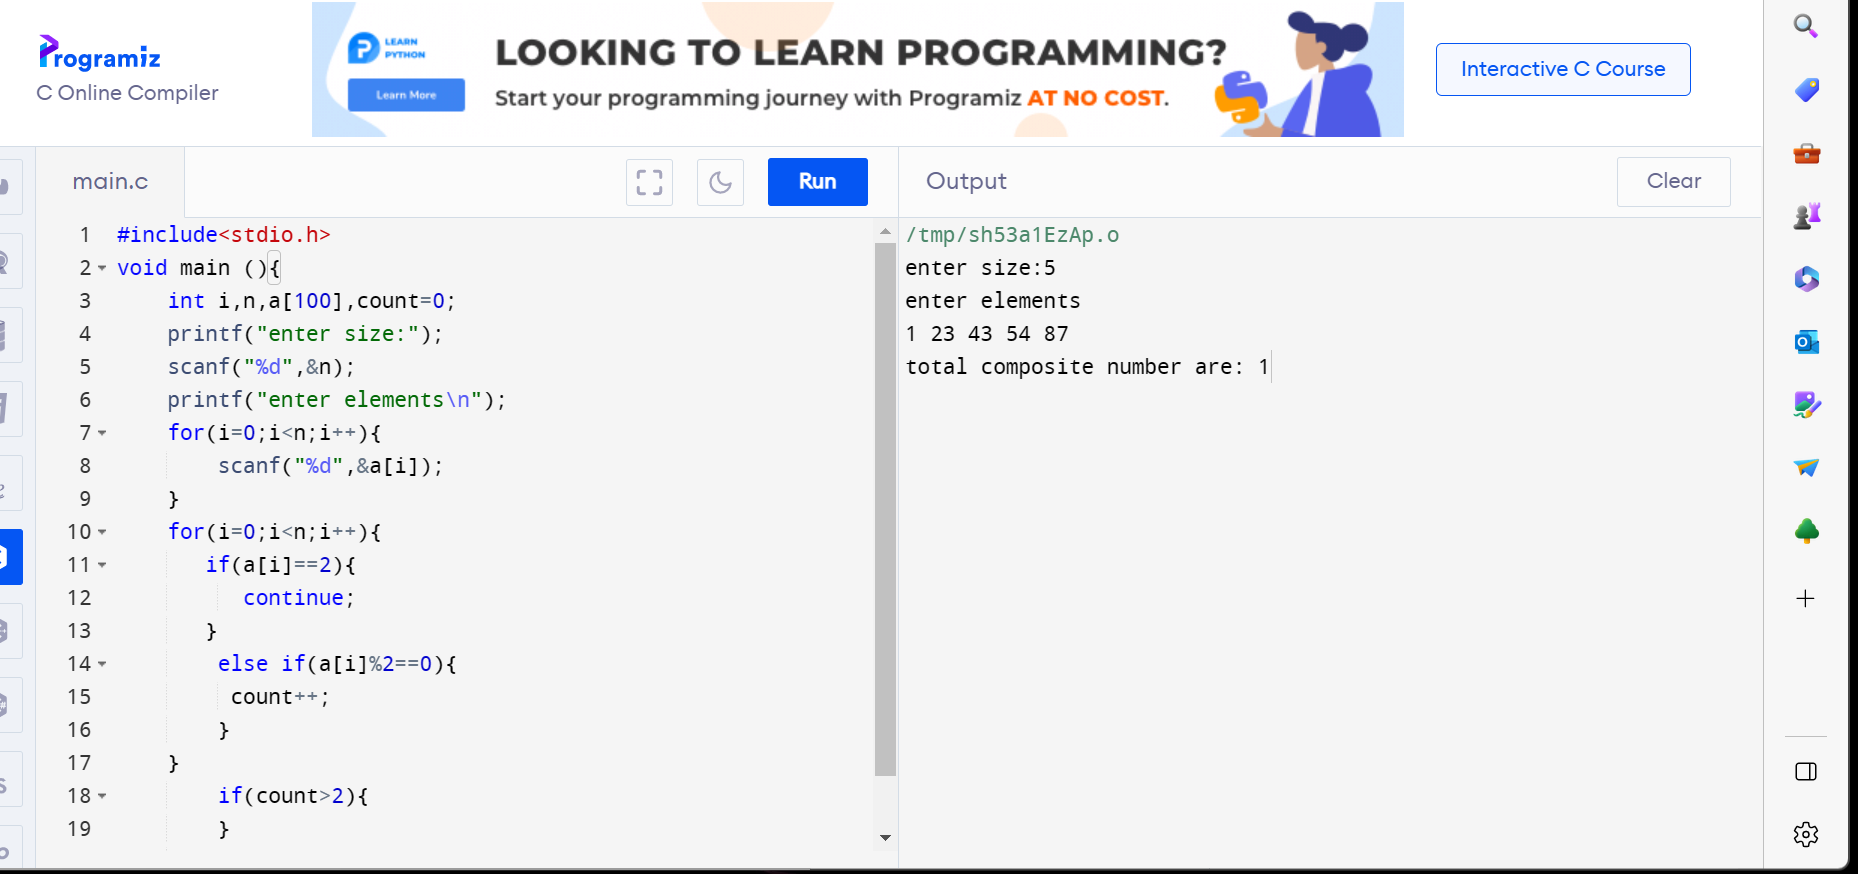 Programiz
C Online Compiler
LEARN
PYTHON
Learn More
LOOKING TO LEARN PROGRAMMING?
Start your programming journey with Programiz AT NO COST.
Interactive C Course
main.c
Run
1 #include<stdio.h>
2 void main (){
3 int i,n,a[100],count=0;
4 printf("enter size:");
5 scanf("%d",&n);
6 printf("enter elements\n");
7 for(i=0;i<n;i++){
8 scanf("%d",&a[i]);
9 }
10 for(i=0;i<n;i++){
11 if(a[i]==2){
12 continue;
13 }
14 else if(a[i]%2==0){
15 count++;
16 }
17 }
18 if(count>2){
19 }
Output
Clear
/tmp/sh53a1EzAp.o
enter size:5
enter elements
1 23 43 54 87
total composite number are: 1